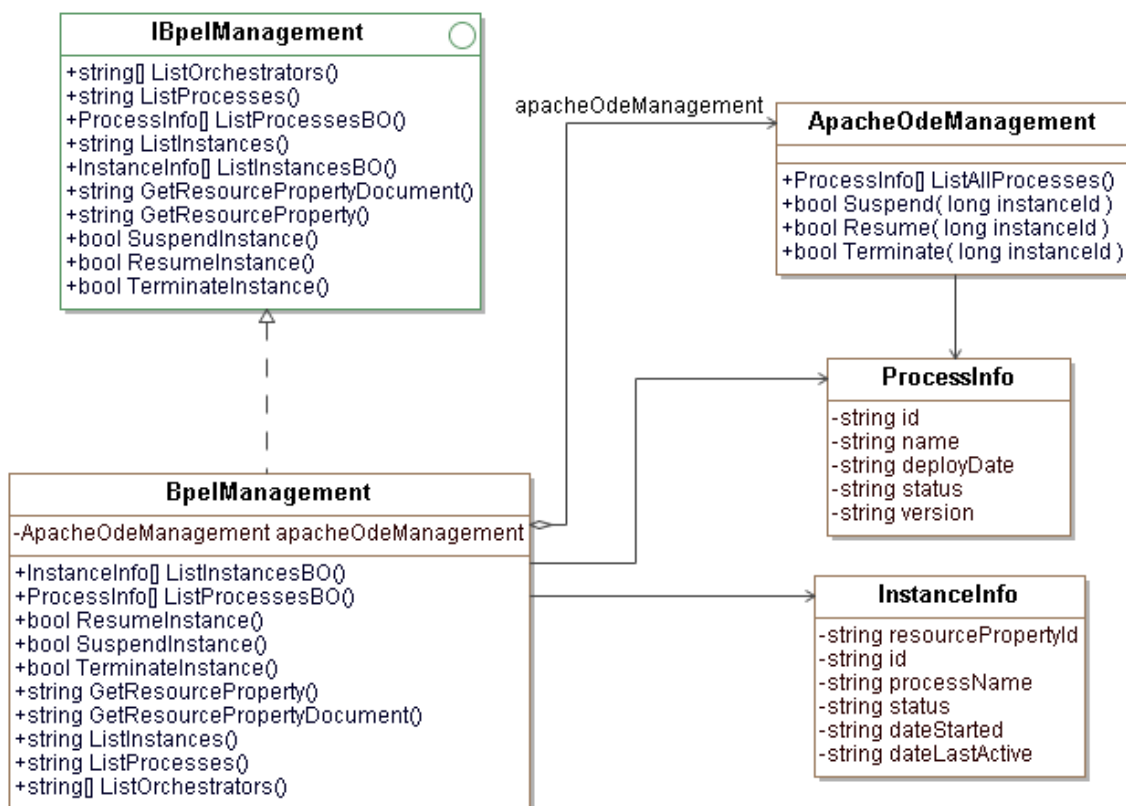 IBpelManagement
+string[] ListOrchestrators()
+string ListProcesses()
+ProcessInfo[] ListProcessesBO()
+string ListInstances()
+InstanceInfo[] ListInstancesBO()
+string GetResourcePropertyDocument()
+string GetResourceProperty()
+bool SuspendInstance()
+bool ResumeInstance()
+bool TerminateInstance()
apacheOdeManagement
ApacheOdeManagement
+ProcessInfo[] ListAllProcesses()
+bool Suspend( long instanceId )
+bool Resume( long instanceId )
+bool Terminate( long instanceId )
ProcessInfo
-string id
-string name
-string deployDate
-string status
-string version
BpelManagement
-ApacheOdeManagement apacheOdeManagement
+InstanceInfo[] ListInstancesBO()
+ProcessInfo[] ListProcessesBO()
+bool ResumeInstance()
+bool SuspendInstance()
+bool TerminateInstance()
+string GetResourceProperty()
+string GetResourcePropertyDocument()
+string ListInstances()
+string ListProcesses()
+string[] ListOrchestrators()
InstanceInfo
-string resourcePropertyId
-string id
-string processName
-string status
-string dateStarted
-string dateLastActive